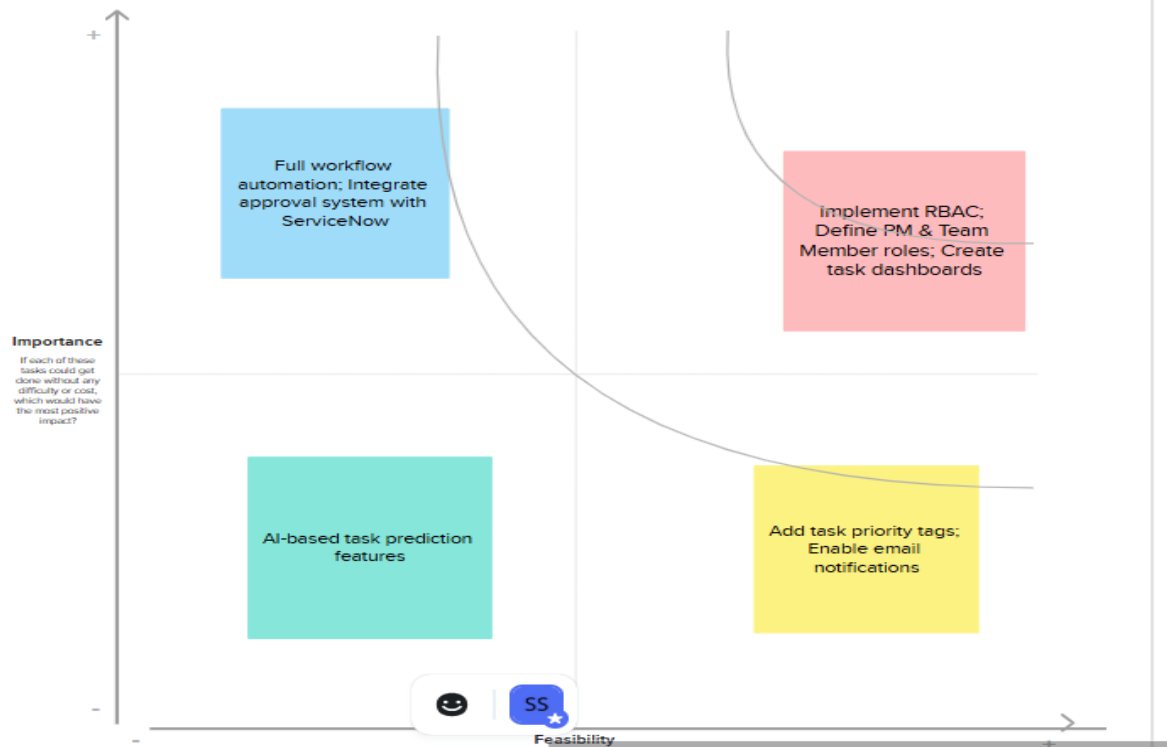 +
Full workflow
automation; Integrate
approval system with
ServiceNow
Implement RBAC;
Define PM & Team
Member roles; Create
task dashboards
Importance
If each of these
tasks could get
done without any
difficulty or cost,
which would have
the most positive
impact?
AI-based task prediction
features
Add task priority tags;
Enable email
notifications
SS
-
-
Feasibility
+